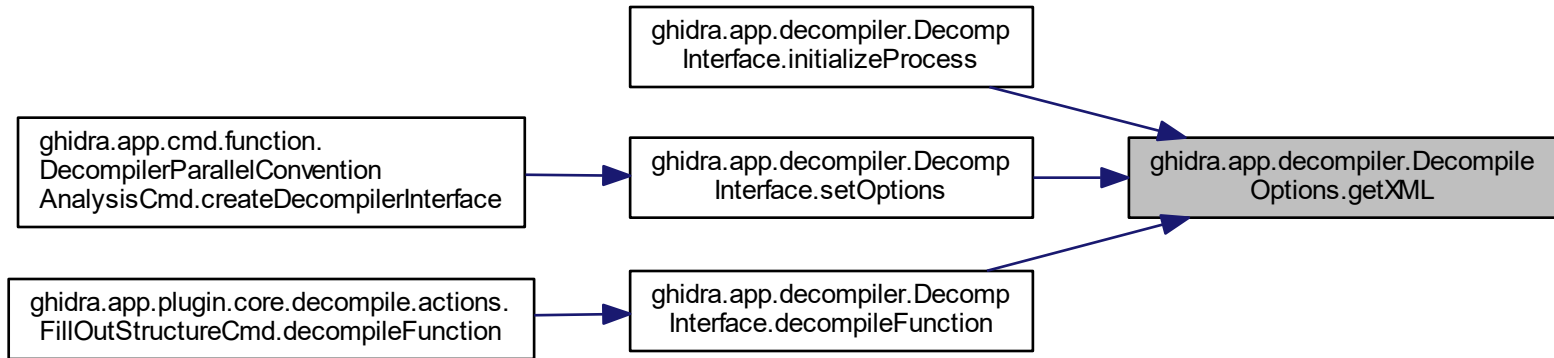 ghidra.app.decompiler.Decomp
Interface.initializeProcess
ghidra.app.cmd.function.
DecompilerParallelConvention
AnalysisCmd.createDecompilerInterface
ghidra.app.decompiler.Decomp
Interface.setOptions
ghidra.app.decompiler.Decompile
Options.getXML
ghidra.app.plugin.core.decompile.actions.
FillOutStructureCmd.decompileFunction
ghidra.app.decompiler.Decomp
Interface.decompileFunction